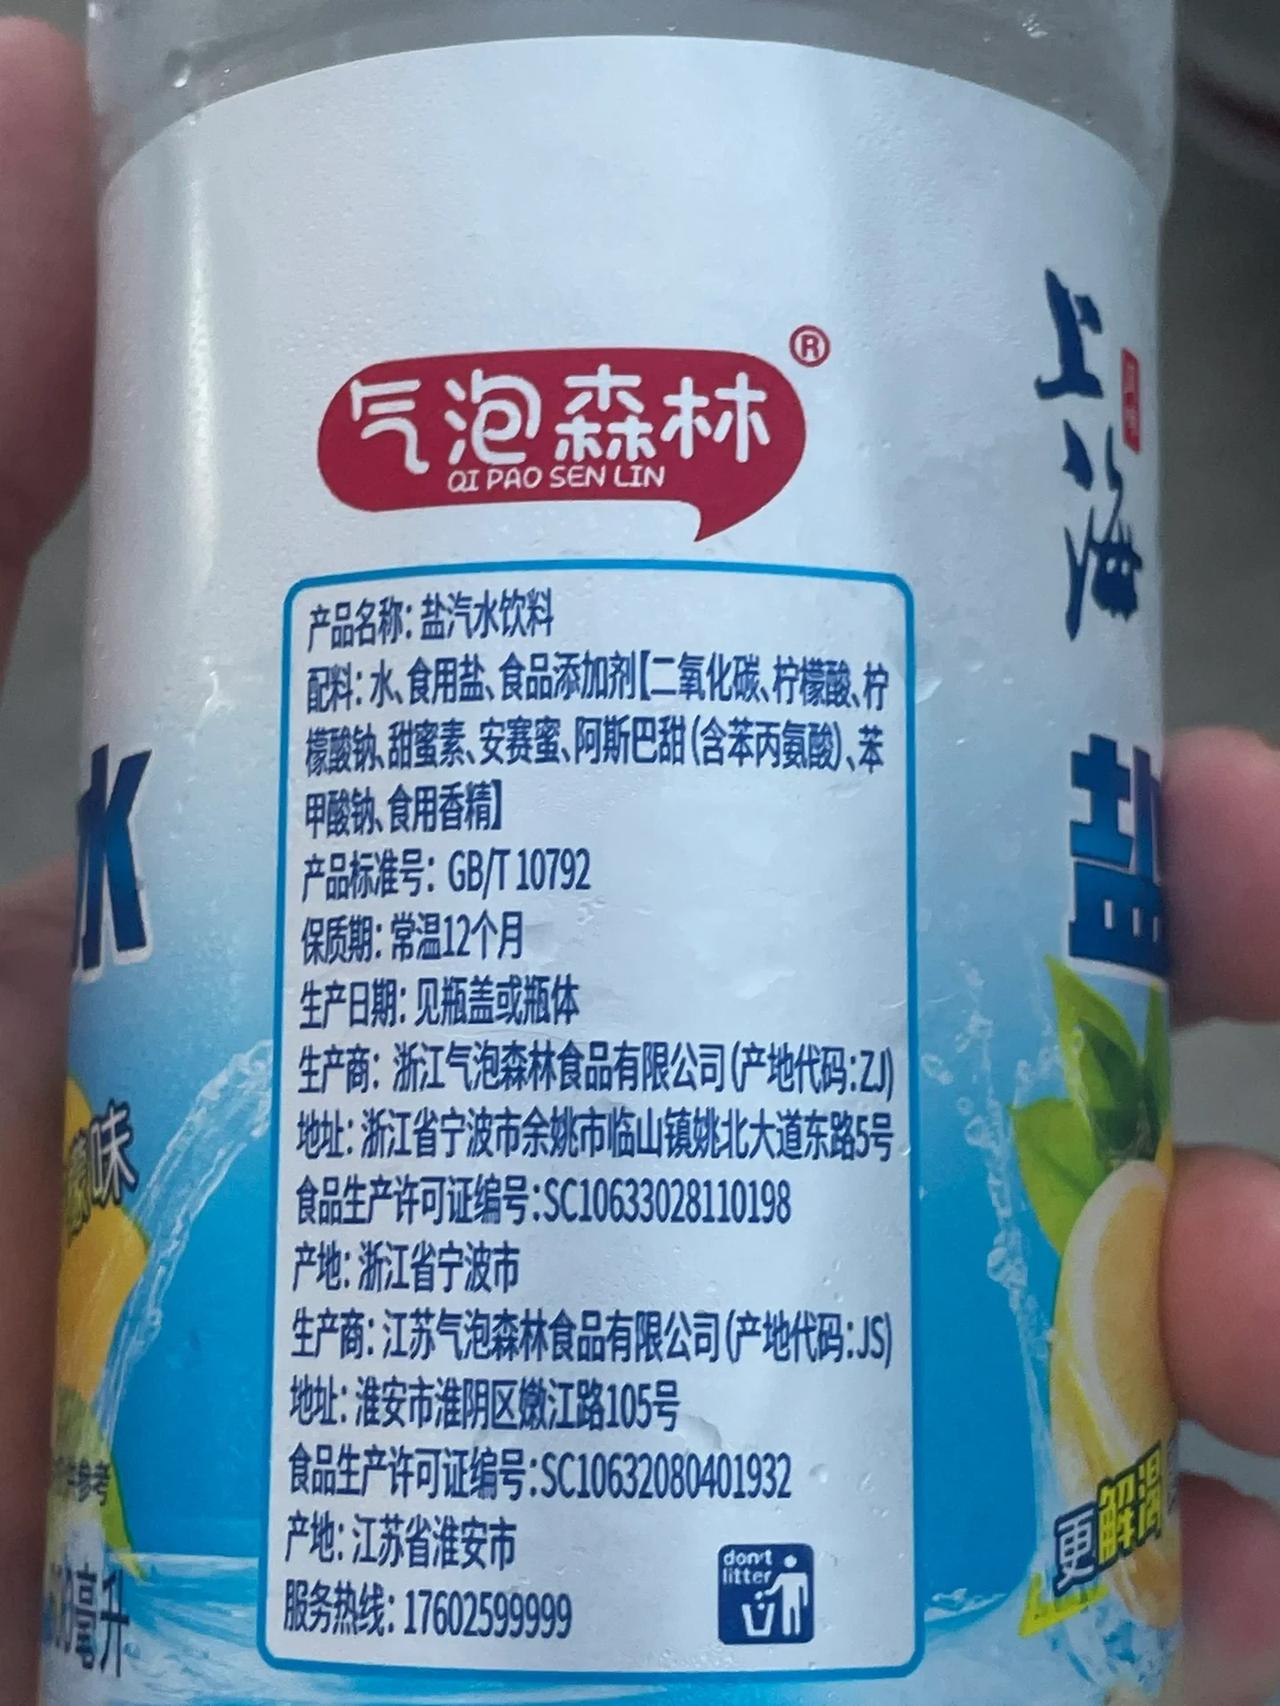 气泡森林®
QI PAO SEN LIN
产品名称: 盐汽水饮料
配料: 水、食用盐、食品添加剂【二氧化碳、柠檬酸、柠
檬酸钠、甜蜜素、安赛蜜、阿斯巴甜(含苯丙氨酸)、苯
甲酸钠、食用香精】
产品标准号: GB/T 10792
保质期: 常温12个月
生产日期: 见瓶盖或瓶体
生产商: 浙江气泡森林食品有限公司(产地代码:ZJ)
地址: 浙江省宁波市余姚市临山镇姚北大道东路5号
食品生产许可证编号:SC10633028110198
产地: 浙江省宁波市
生产商: 江苏气泡森林食品有限公司(产地代码:JS)
地址: 淮安市淮阴区嫩江路105号
食品生产许可证编号:SC10632080401932
产地: 江苏省淮安市
服务热线: 17602599999
don't
litter
上海
盐
更解渴
水
味
参考
毫升